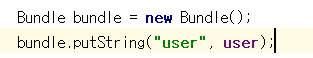 Bundle bundle = new Bundle();
bundle.putString("user", user);